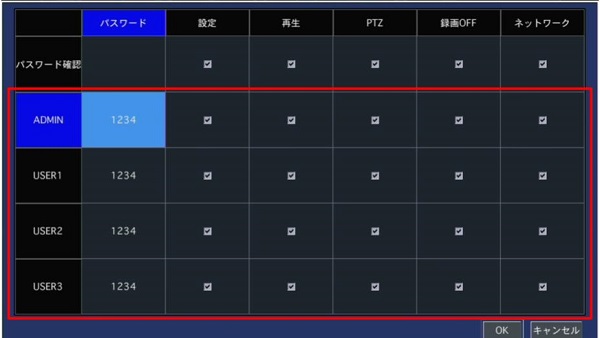 パスワード 設定 再生 PTZ 録画OFF ネットワーク
パスワード確認
ADMIN 1234
USER1 1234
USER2 1234
USER3 1234
OK キャンセル